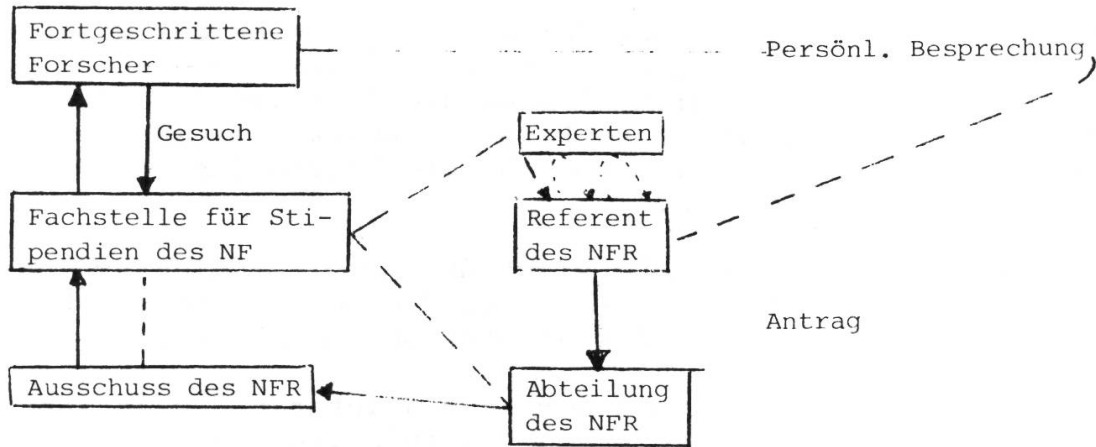 Fortgeschrittene
Forscher
Persönl. Besprechung
Gesuch
Experten
Fachstelle für Sti-
pendien des NF
Referent
des NFR
Antrag
Ausschuss des NFR
Abteilung
des NFR